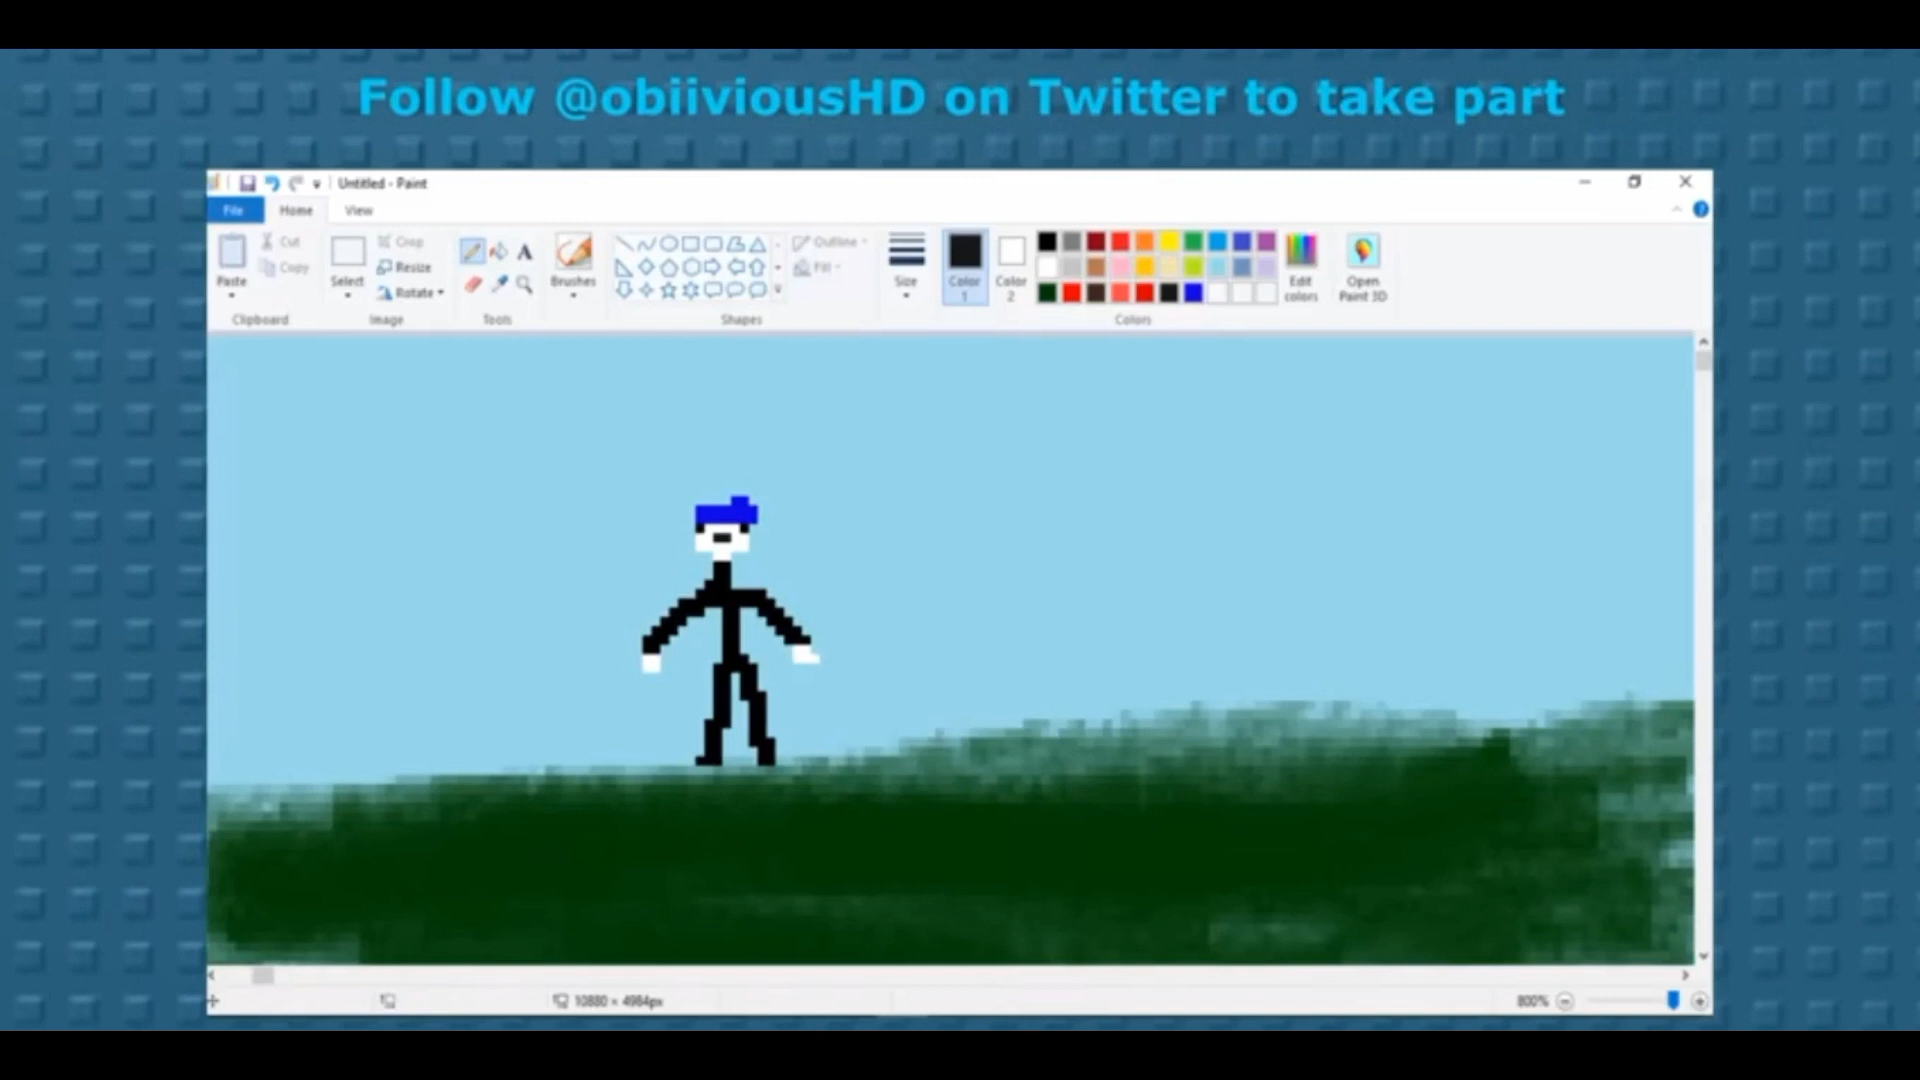 Follow @obiiviousHD on Twitter to take part
Untitled - Paint
File Home View
Cut
Copy
Paste
Clipboard
Select
Crop
Resize
Rotate
Image
A
Tools
Brushes
Shapes
Outline
Fill
Size
Color
1
Color
2
Edit
colors
Colors
Open
Paint 3D
10880 × 4984px
800%